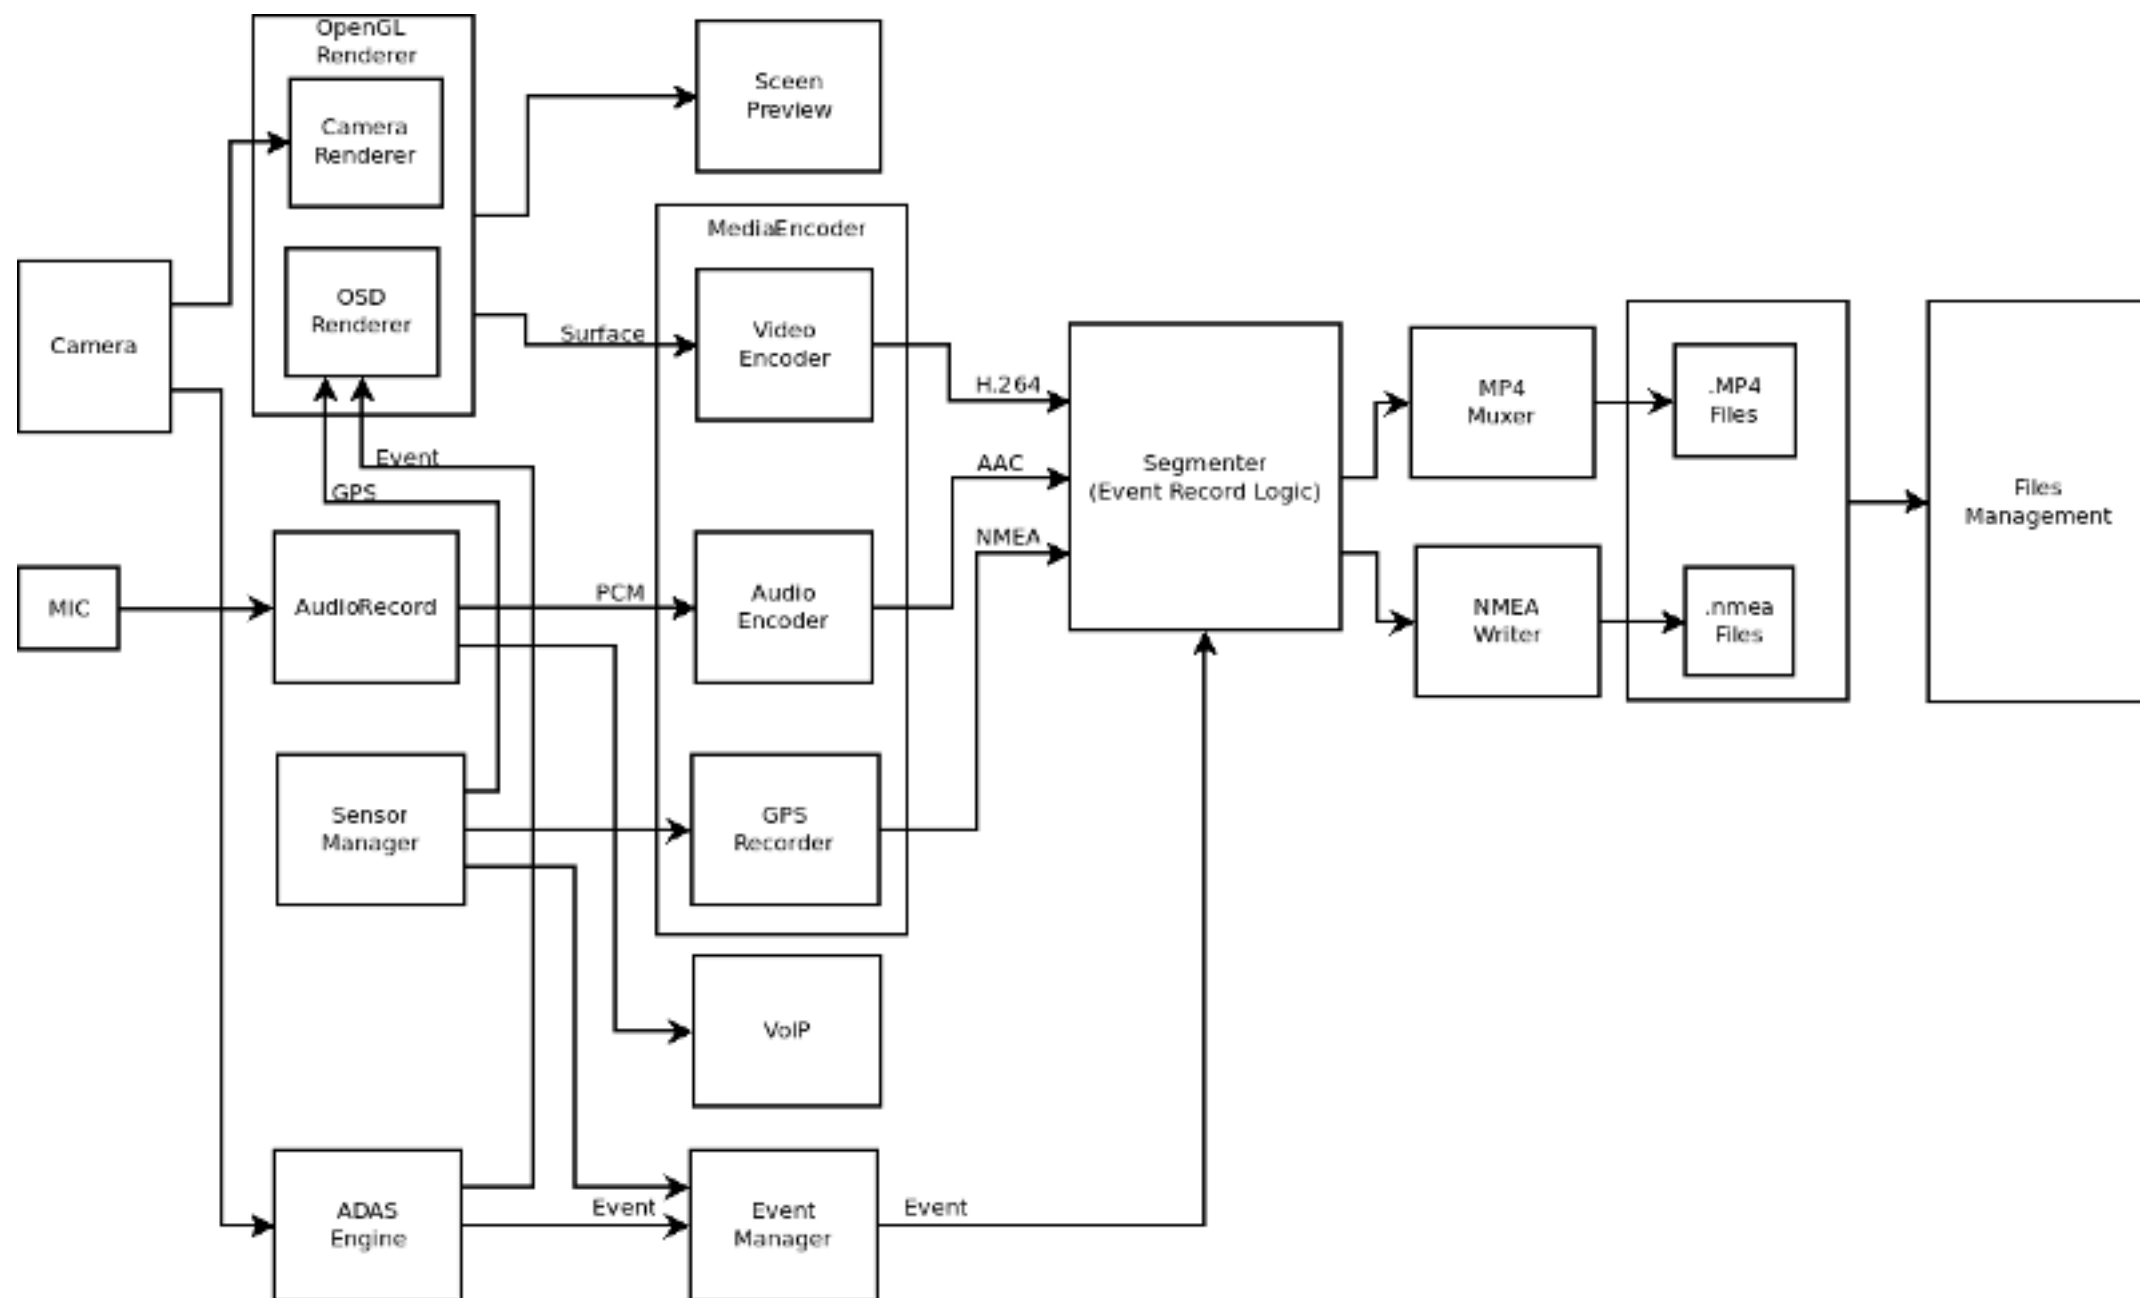 OpenGL
Renderer
Camera
Renderer
OSD
Renderer
Sceen
Preview
MediaEncoder
Camera
Surface
Video
Encoder
H.264
Event
GPS
AAC
NMEA
Segmenter
(Event Record Logic)
MP4
Muxer
.MP4
Files
Files
Management
MIC
AudioRecord
PCM
Audio
Encoder
NMEA
Writer
.nmea
Files
Sensor
Manager
GPS
Recorder
VoIP
ADAS
Engine
Event
Event
Manager
Event